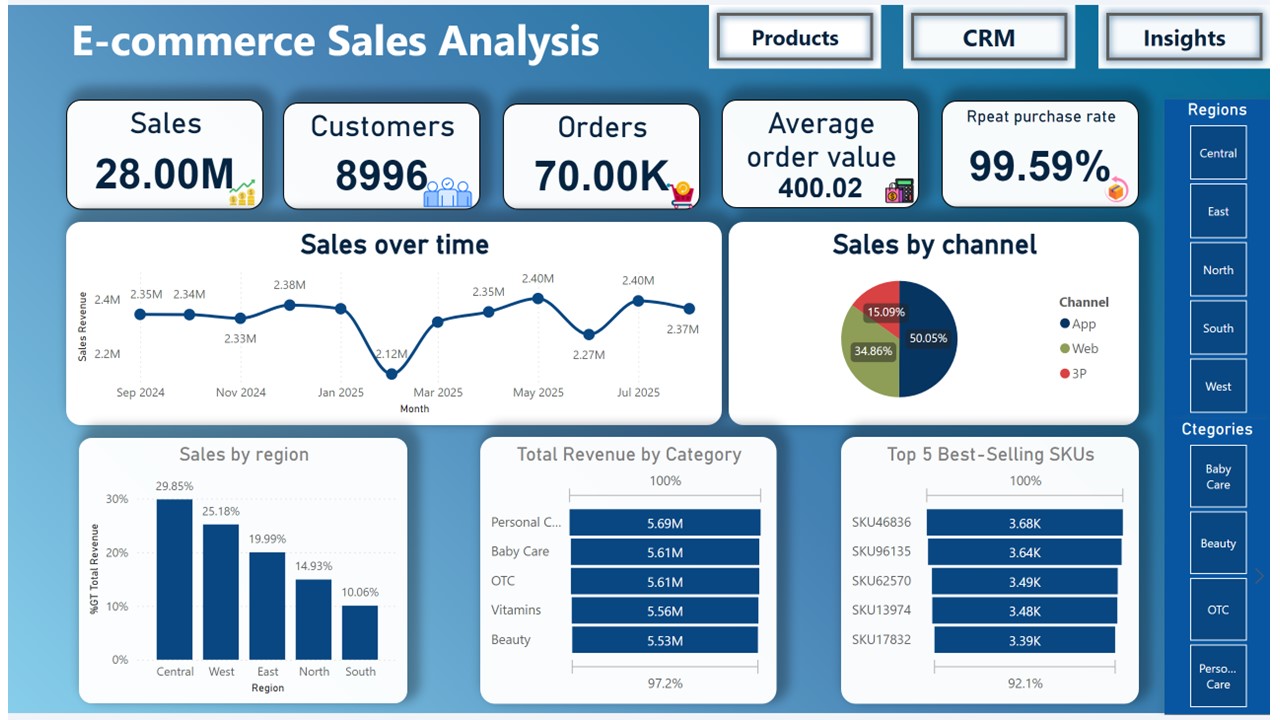 E-commerce Sales Analysis
Products
CRM
Insights
Sales
28.00M
Customers
8996
Orders
70.00K
Average
order value
400.02
Rpeat purchase rate
99.59%
Sales over time
Sales Revenue
2.4M
2.2M
2.35M
2.34M
2.33M
2.38M
2.12M
2.35M
2.40M
2.27M
2.40M
2.37M
Sep 2024
Nov 2024
Jan 2025
Mar 2025
May 2025
Jul 2025
Month
Sales by channel
15.09%
34.86%
50.05%
Channel
App
Web
3P
Sales by region
%GT Total Revenue
30%
20%
10%
0%
29.85%
25.18%
19.99%
14.93%
10.06%
Central
West
East
North
South
Region
Total Revenue by Category
100%
Personal C... 5.69M
Baby Care 5.61M
OTC 5.61M
Vitamins 5.56M
Beauty 5.53M
97.2%
Top 5 Best-Selling SKUs
100%
SKU46836 3.68K
SKU96135 3.64K
SKU62570 3.49K
SKU13974 3.48K
SKU17832 3.39K
92.1%
Regions
Central
East
North
South
West
Ctegories
Baby
Care
Beauty
OTC
Perso...
Care